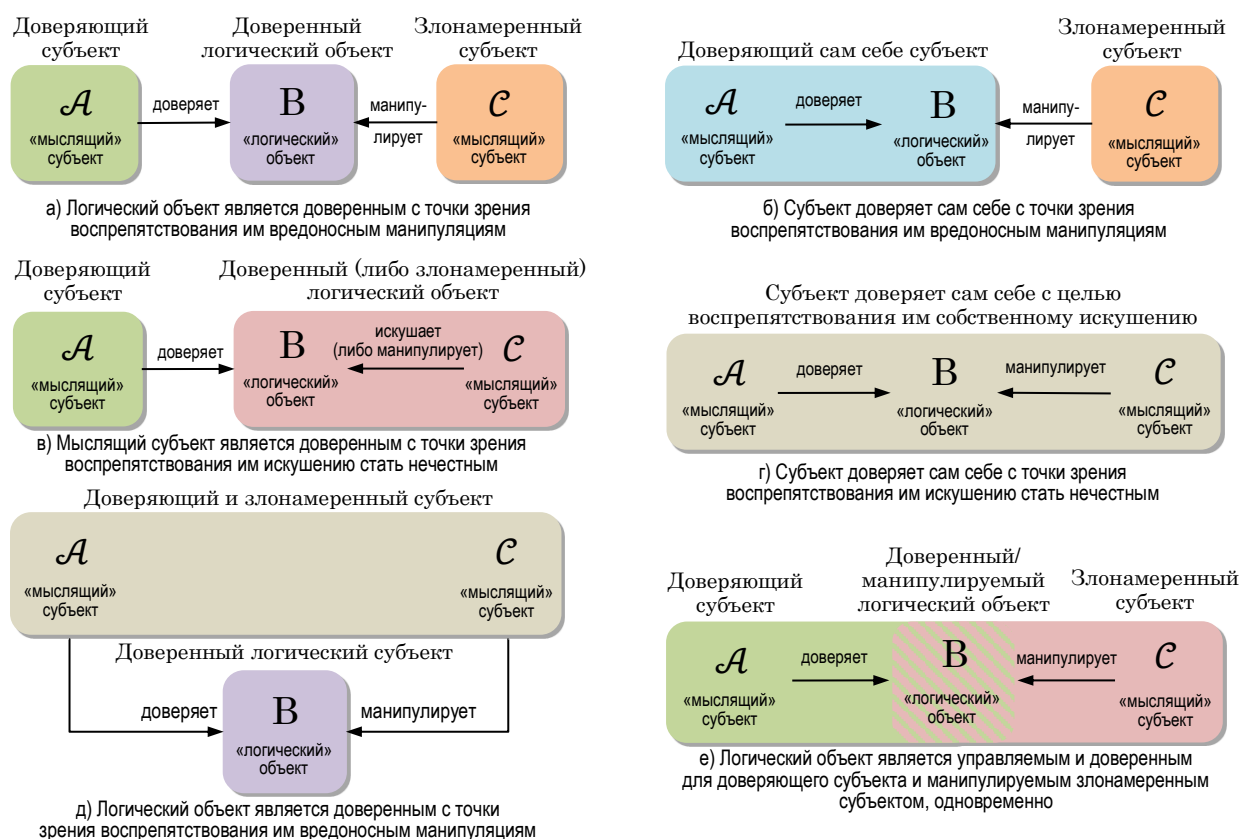 Доверяющий
субъект
Доверенный
логический объект
Злонамеренный
субъект
𝒜
«мыслящий»
субъект
доверяет
B
«логический»
объект
манипу-
лирует
𝒞
«мыслящий»
субъект
а) Логический объект является доверенным с точки зрения
воспрепятствования им вредоносным манипуляциям
Доверяющий сам себе субъект
Злонамеренный
субъект
𝒜
«мыслящий»
субъект
доверяет
B
«логический»
объект
манипу-
лирует
𝒞
«мыслящий»
субъект
б) Субъект доверяет сам себе с точки зрения
воспрепятствования им вредоносным манипуляциям
Доверяющий
субъект
Доверенный (либо злонамеренный)
логический объект
𝒜
«мыслящий»
субъект
доверяет
B
«логический»
объект
искушает
(либо манипулирует)
𝒞
«мыслящий»
субъект
в) Мыслящий субъект является доверенным с точки зрения
воспрепятствования им искушению стать нечестным
Субъект доверяет сам себе с целью
воспрепятствования им собственному искушению
𝒜
«мыслящий»
субъект
доверяет
B
«логический»
объект
манипулирует
𝒞
«мыслящий»
субъект
г) Субъект доверяет сам себе с точки зрения
воспрепятствования им искушению стать нечестным
Доверяющий и злонамеренный субъект
𝒜
«мыслящий»
субъект
𝒞
«мыслящий»
субъект
Доверенный логический субъект
доверяет
B
«логический»
объект
манипулирует
д) Логический объект является доверенным с точки
зрения воспрепятствования им вредоносным манипуляциям
Доверяющий
субъект
Доверенный/
манипулируемый
логический объект
Злонамеренный
субъект
𝒜
«мыслящий»
субъект
доверяет
B
«логический»
объект
манипулирует
𝒞
«мыслящий»
субъект
е) Логический объект является управляемым и доверенным
для доверяющего субъекта и манипулируемым злонамеренным
субъектом, одновременно